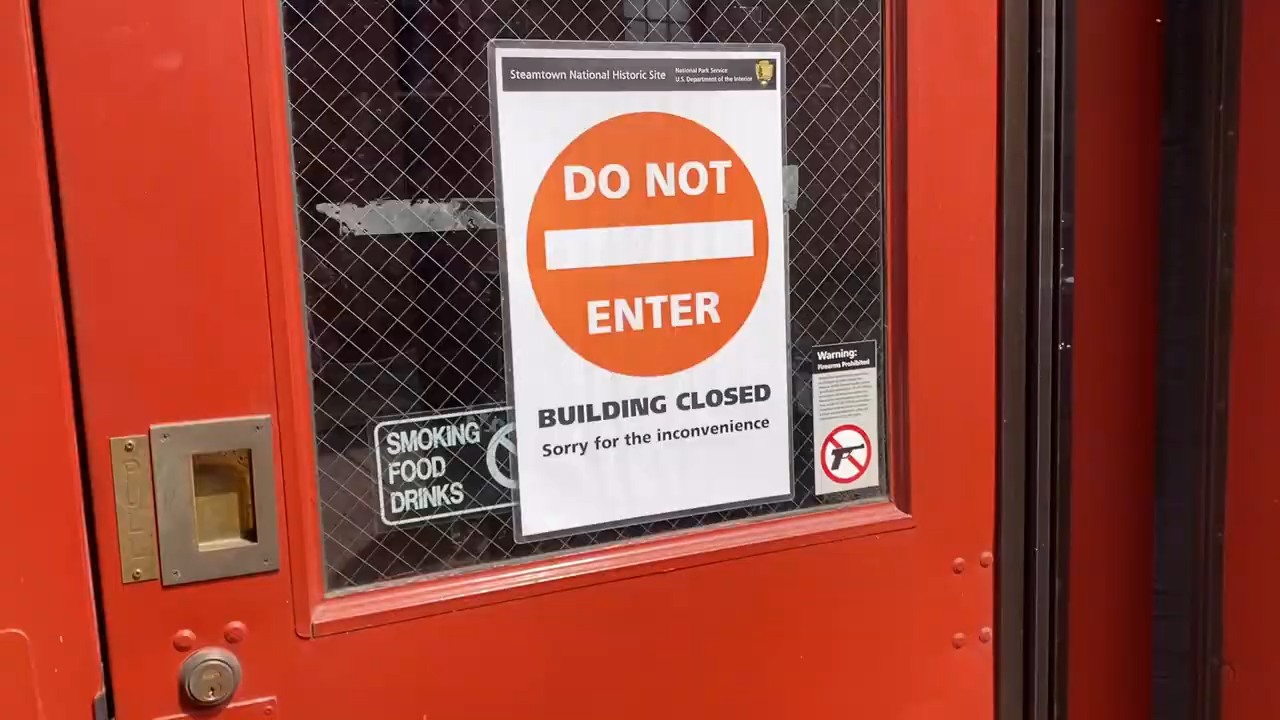 Steamtown National Historic Site
National Park Service
U.S. Department of the Interior
DO NOT
ENTER
BUILDING CLOSED
Sorry for the inconvenience
SMOKING
FOOD
DRINKS
Warning:
Firearms Prohibited
PULL